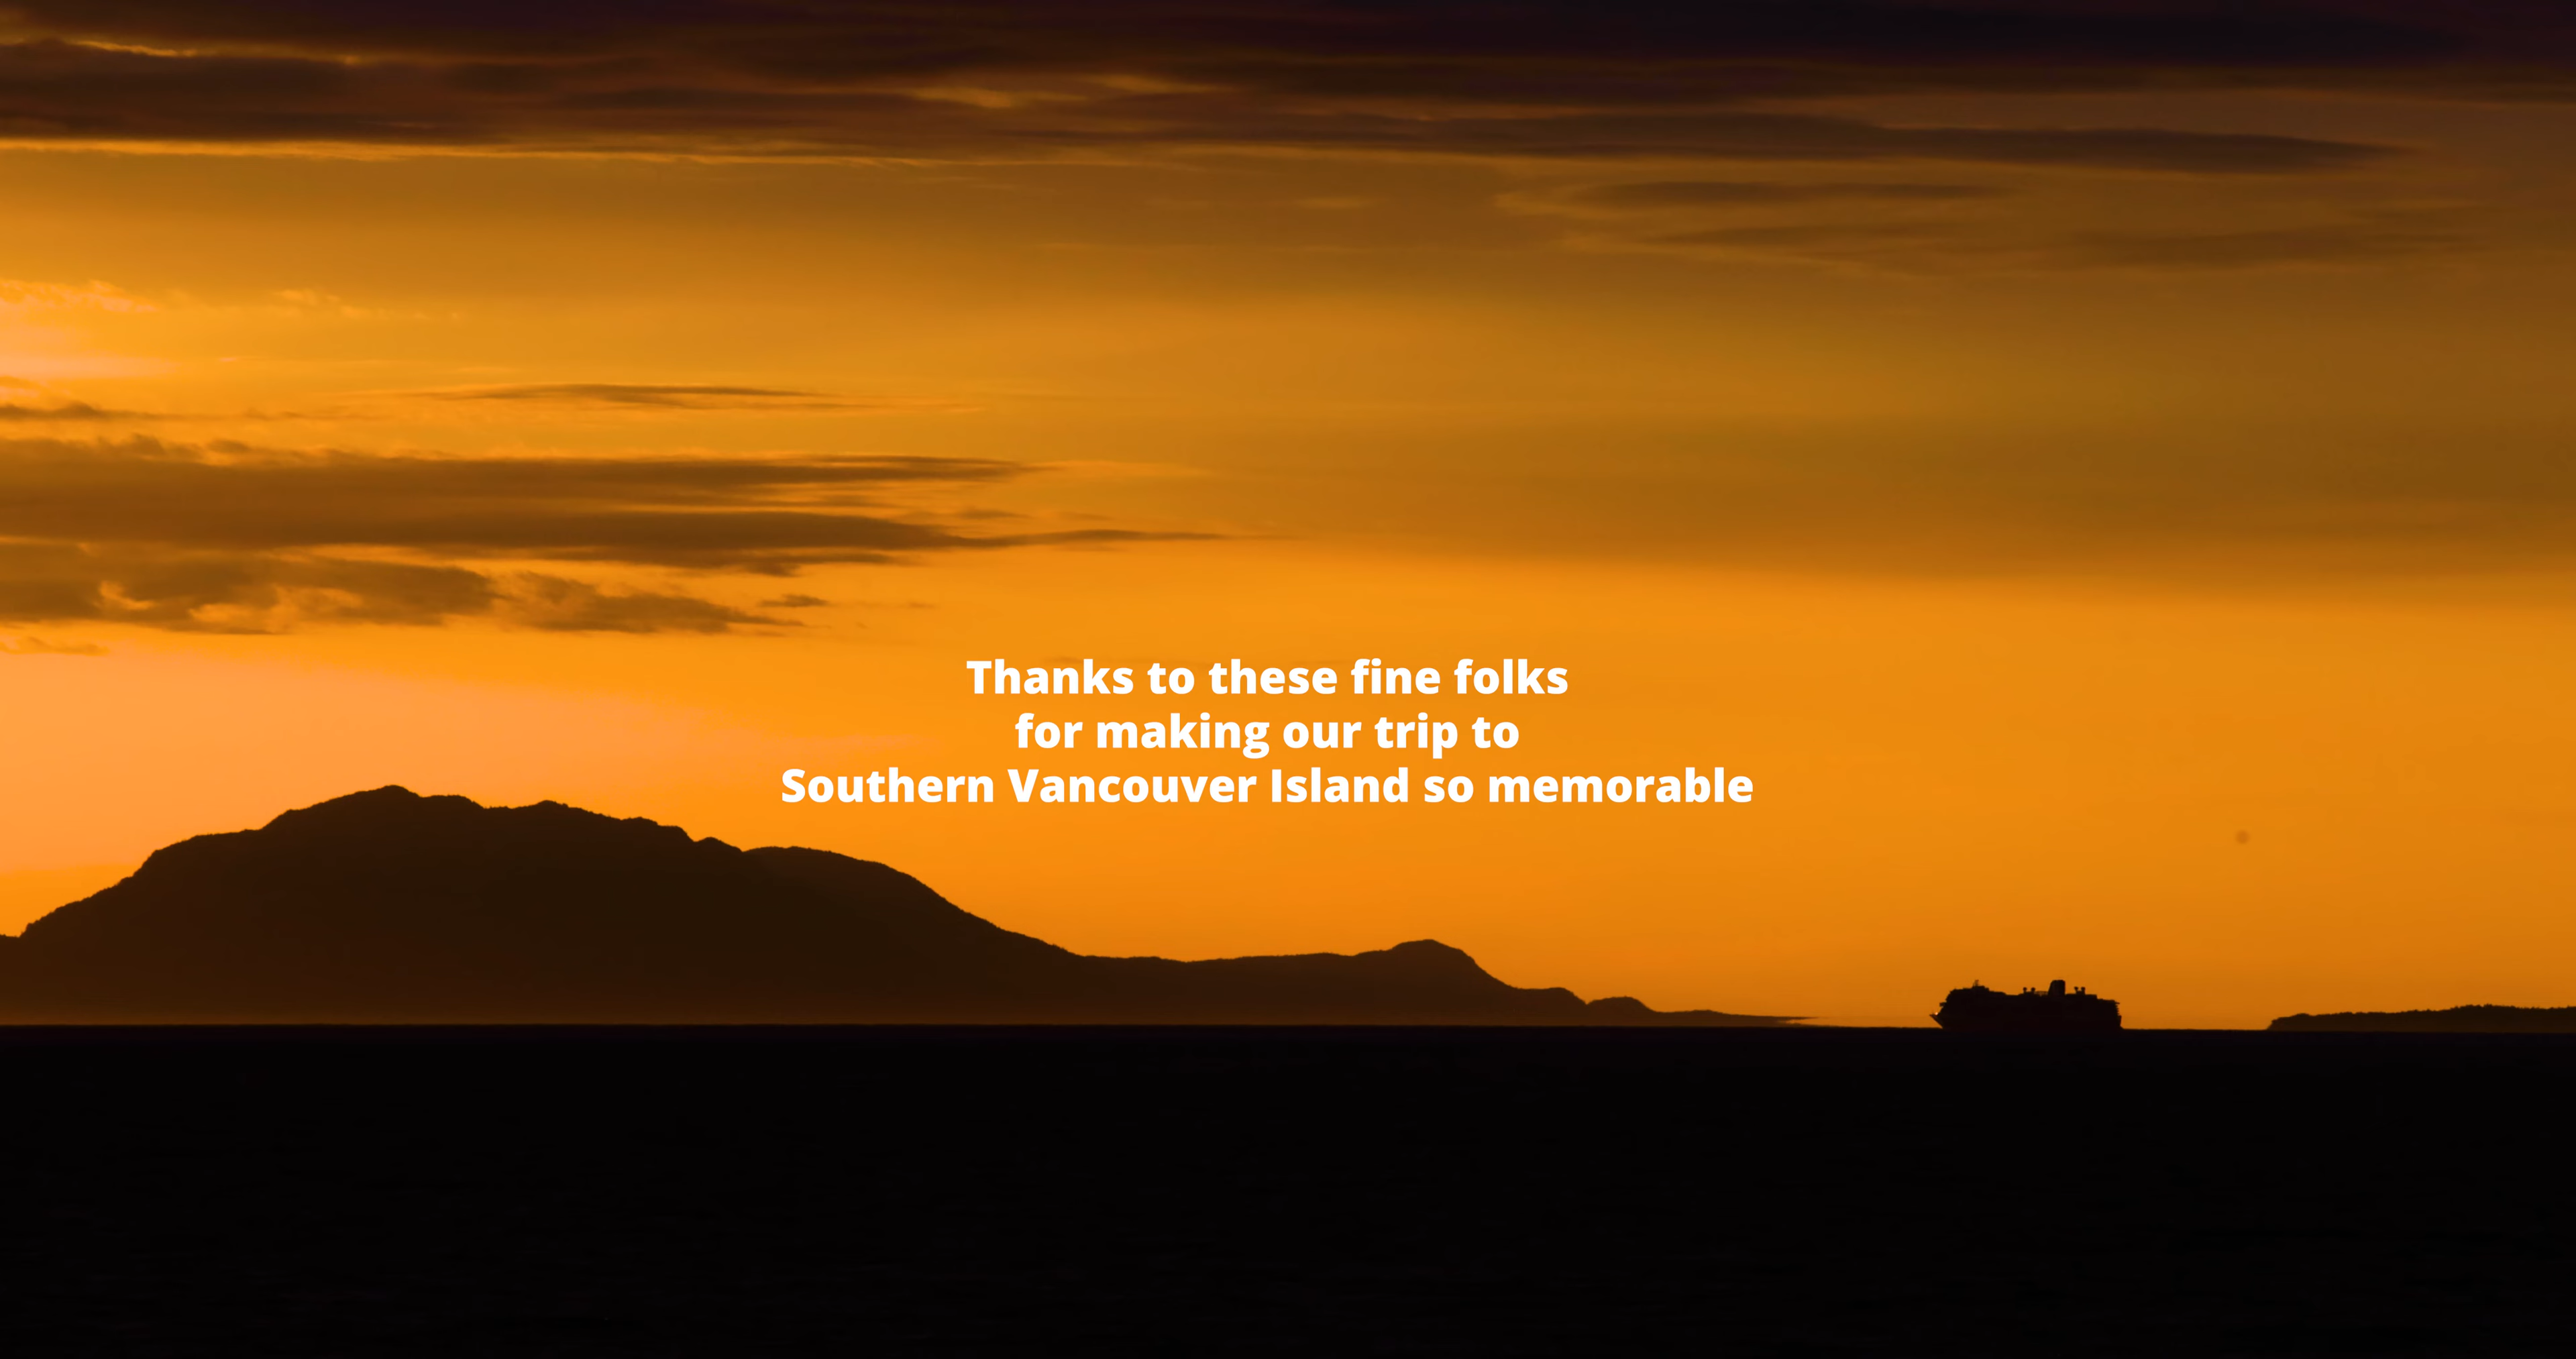 Thanks to these fine folks
for making our trip to
Southern Vancouver Island so memorable